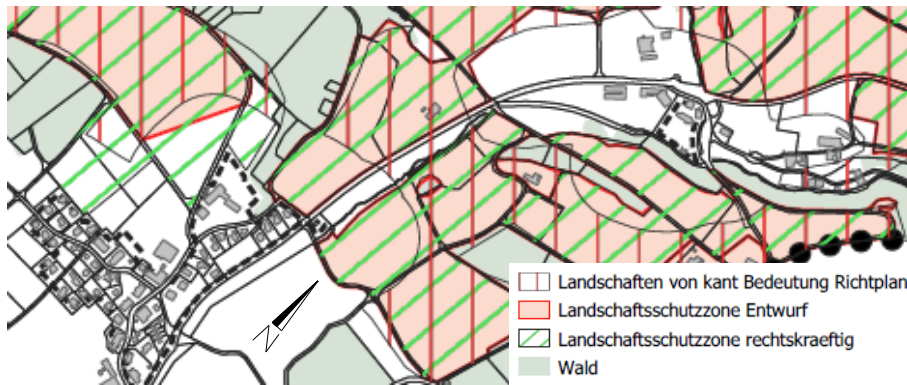 Landschaften von kant Bedeutung Richtplan
Landschaftsschutzzone Entwurf
Landschaftsschutzzone rechtskraeftig
Wald
N